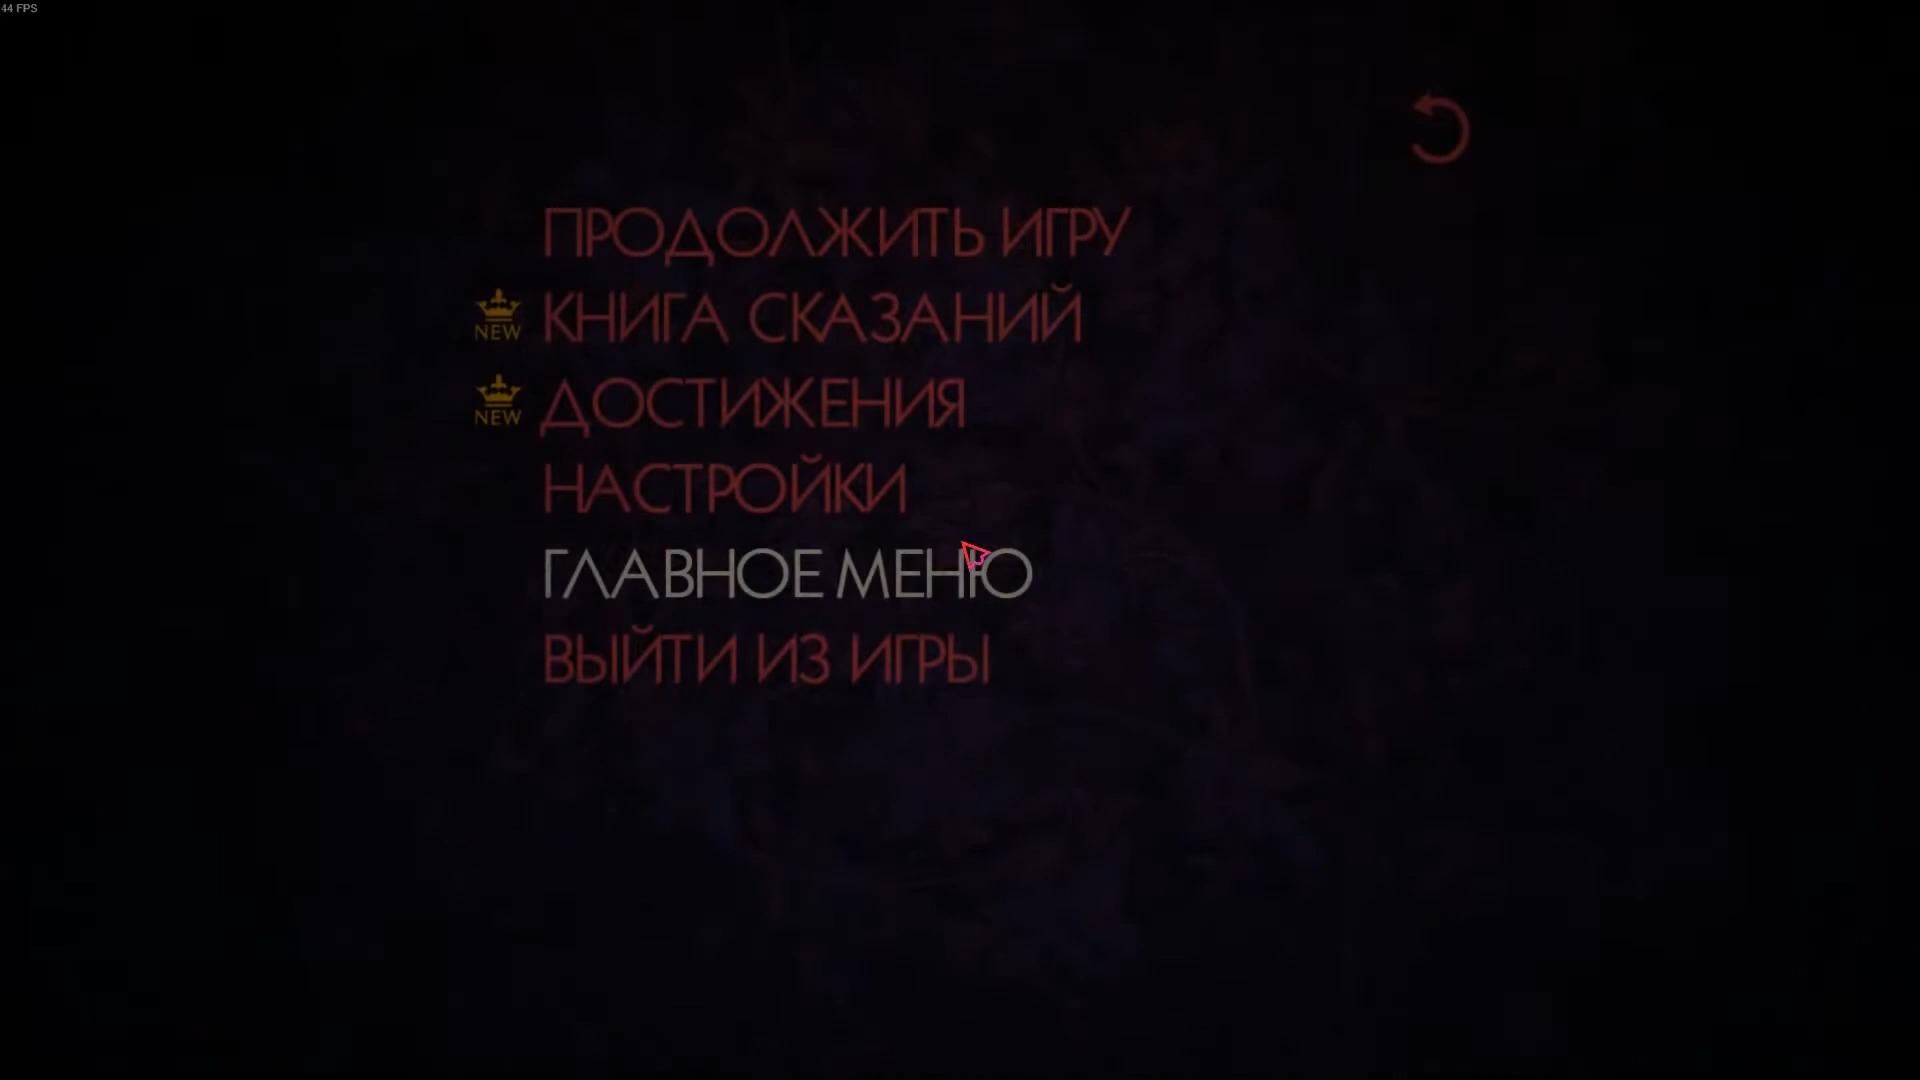 44 FPS
ПРОДОЛЖИТЬ ИГРУ
NEW КНИГА СКАЗАНИЙ
NEW ДОСТИЖЕНИЯ
НАСТРОЙКИ
ГЛАВНОЕ МЕНЮ
ВЫЙТИ ИЗ ИГРЫ